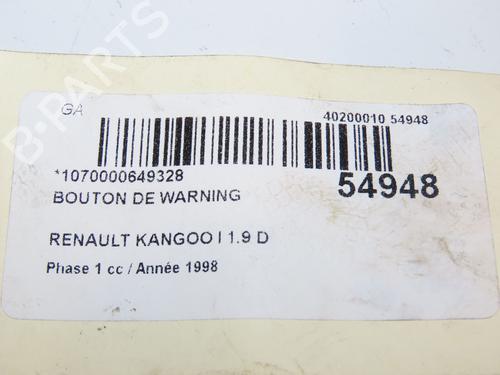 B-PARTS
GA
40200010 54948
*1070000649328
54948
BOUTON DE WARNING
RENAULT KANGOO I 1.9 D
Phase 1 cc / Année 1998